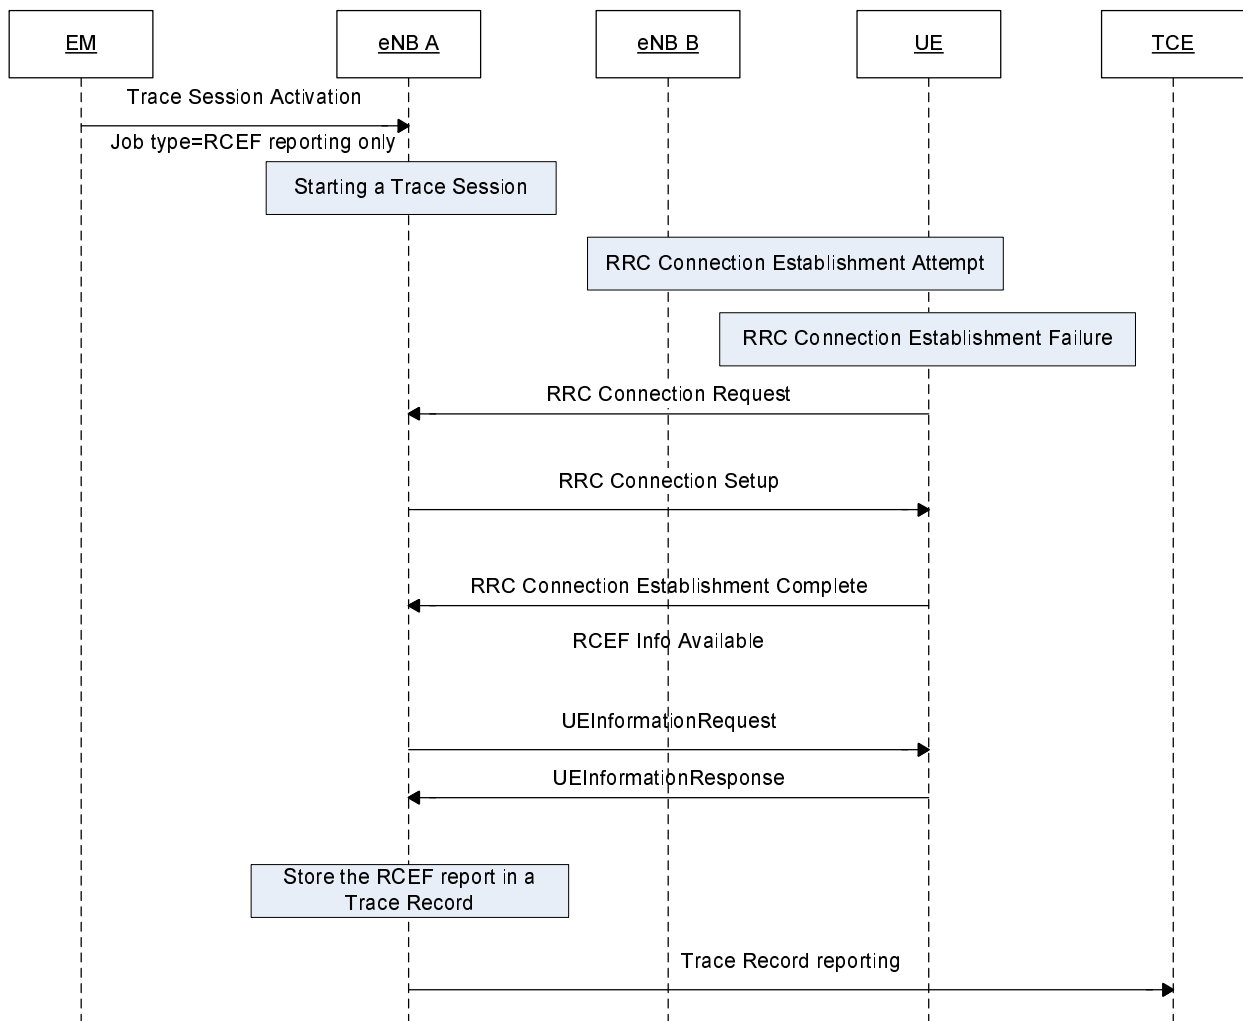 EM
eNB A
eNB B
UE
TCE
Trace Session Activation
Job type=RCEF reporting only
Starting a Trace Session
RRC Connection Establishment Attempt
RRC Connection Establishment Failure
RRC Connection Request
RRC Connection Setup
RRC Connection Establishment Complete
RCEF Info Available
UEInformationRequest
UEInformationResponse
Store the RCEF report in a
Trace Record
Trace Record reporting